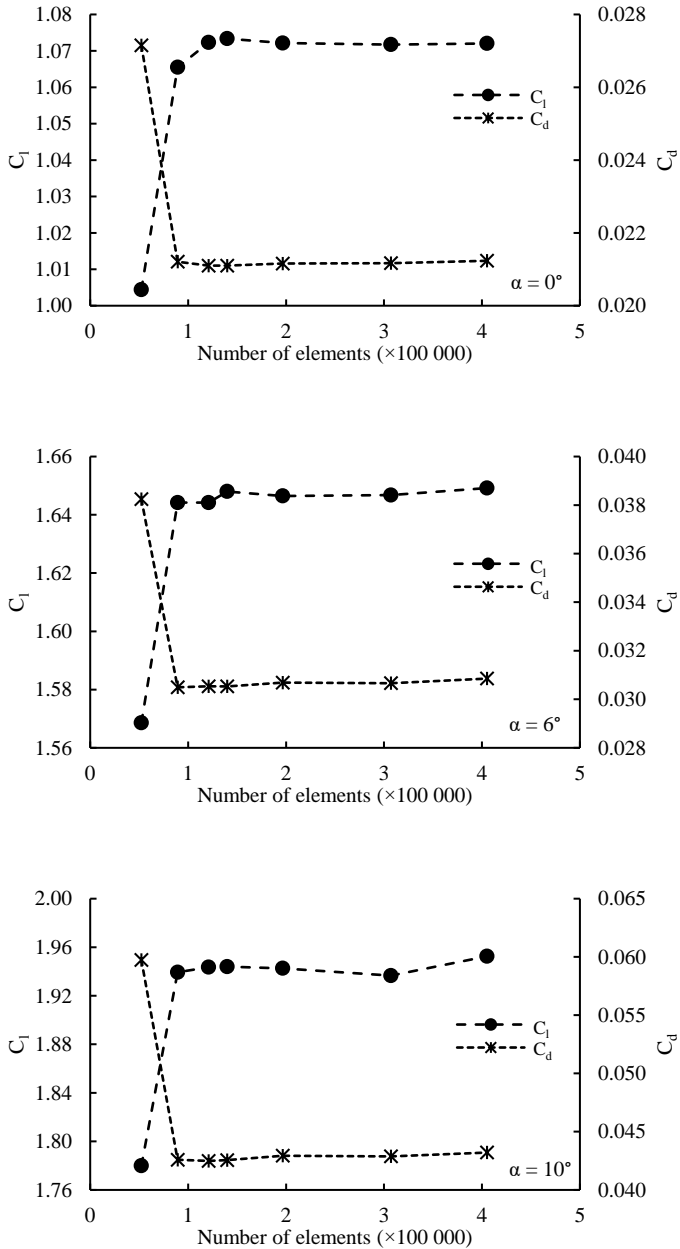 1.08
1.07
1.06
1.05
1.04
1.03
1.02
1.01
1.00
C_l
0.028
0.026
0.024
0.022
0.020
C_d
C_l
C_d
α = 0°
0 1 2 3 4 5
Number of elements (×100 000)
1.66
1.64
1.62
1.60
1.58
1.56
C_l
0.040
0.038
0.036
0.034
0.032
0.030
0.028
C_d
C_l
C_d
α = 6°
0 1 2 3 4 5
Number of elements (×100 000)
2.00
1.96
1.92
1.88
1.84
1.80
1.76
C_l
0.065
0.060
0.055
0.050
0.045
0.040
C_d
C_l
C_d
α = 10°
0 1 2 3 4 5
Number of elements (×100 000)